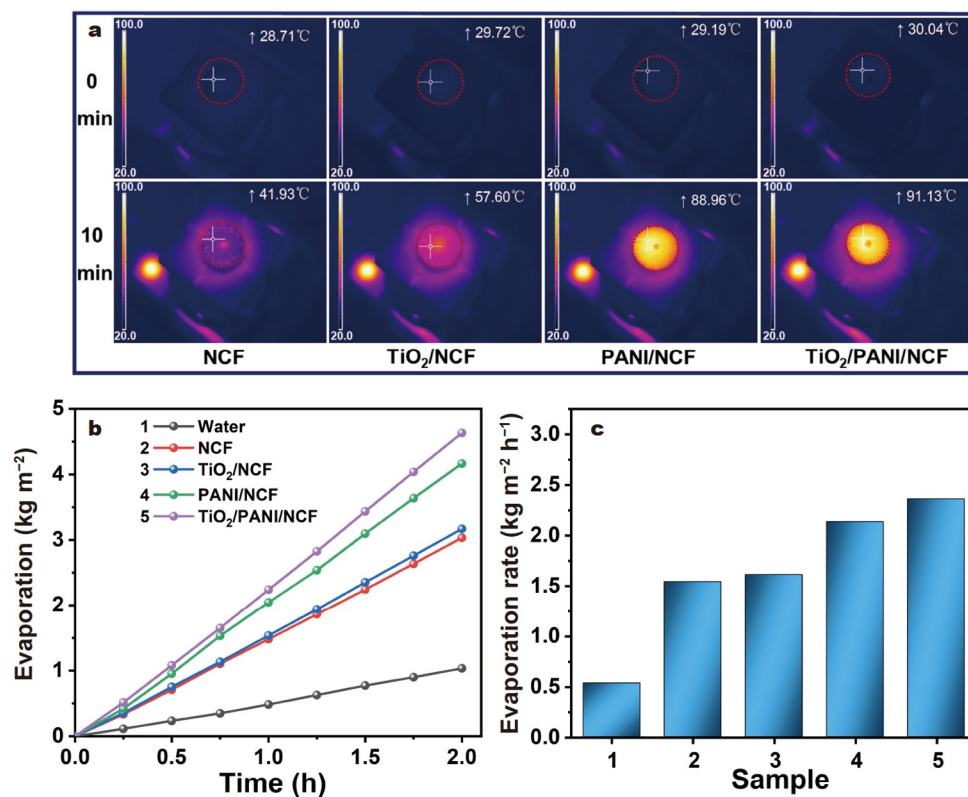 a
100.0
↑ 28.71℃
100.0
↑ 29.72℃
100.0
↑ 29.19℃
100.0
↑ 30.04℃
0
min
20.0
20.0
20.0
20.0
100.0
↑ 41.93℃
100.0
↑ 57.60℃
100.0
↑ 88.96℃
100.0
↑ 91.13℃
10
min
20.0
20.0
20.0
20.0
NCF
TiO₂/NCF
PANI/NCF
TiO₂/PANI/NCF
b
1 Water
2 NCF
3 TiO₂/NCF
4 PANI/NCF
5 TiO₂/PANI/NCF
Evaporation (kg m⁻²)
5
4
3
2
1
0
0.0 0.5 1.0 1.5 2.0
Time (h)
c
Evaporation rate (kg m⁻² h⁻¹)
3.0
2.5
2.0
1.5
1.0
0.5
0.0
1 2 3 4 5
Sample